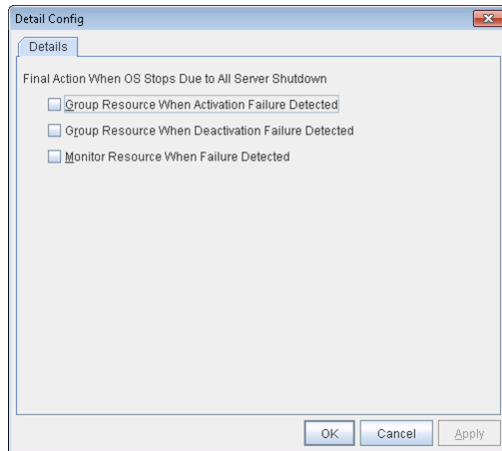 Detail Config
Details
Final Action When OS Stops Due to All Server Shutdown
Group Resource When Activation Failure Detected
Group Resource When Deactivation Failure Detected
Monitor Resource When Failure Detected
OK Cancel Apply